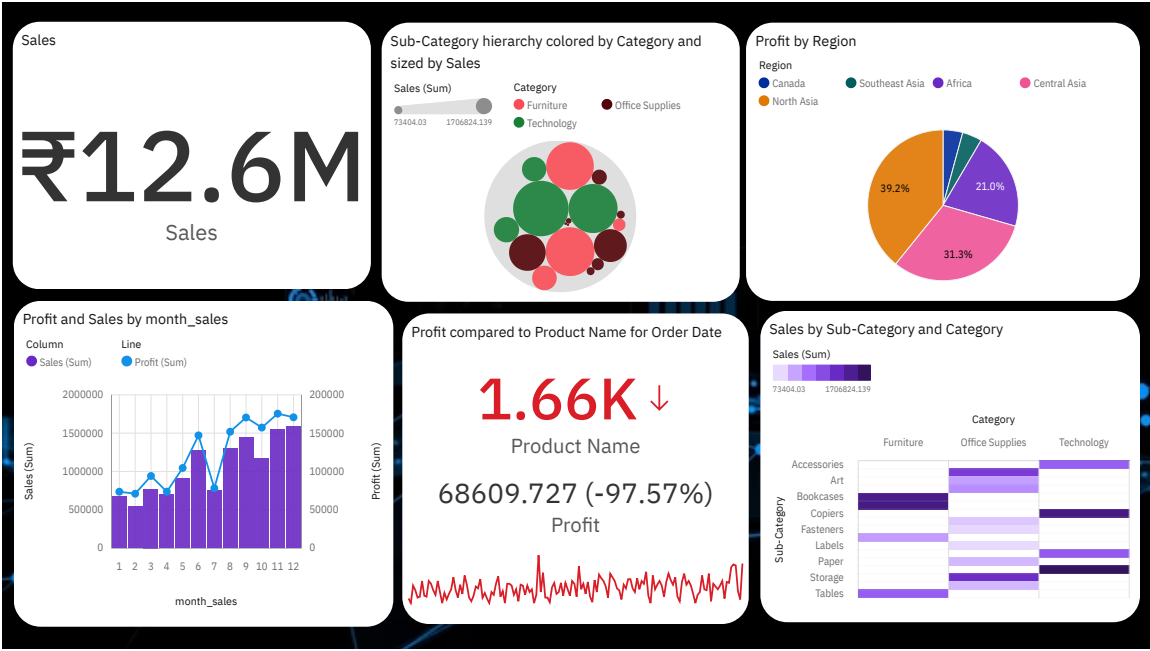 Sales
₹12.6M
Sales
Sub-Category hierarchy colored by Category and
sized by Sales
Sales (Sum)
73404.03 1706824.139
Category
Furniture Office Supplies
Technology
Profit by Region
Region
Canada Southeast Asia Africa Central Asia
North Asia
39.2%
21.0%
31.3%
Profit and Sales by month_sales
Column Line
Sales (Sum) Profit (Sum)
2000000 200000
1500000 150000
1000000 100000
500000 50000
0 0
Sales (Sum)
Profit (Sum)
1 2 3 4 5 6 7 8 9 10 11 12
month_sales
Profit compared to Product Name for Order Date
1.66K ↓
Product Name
68609.727 (-97.57%)
Profit
Sales by Sub-Category and Category
Sales (Sum)
73404.03 1706824.139
Category
Furniture Office Supplies Technology
Sub-Category
Accessories
Art
Bookcases
Copiers
Fasteners
Labels
Paper
Storage
Tables